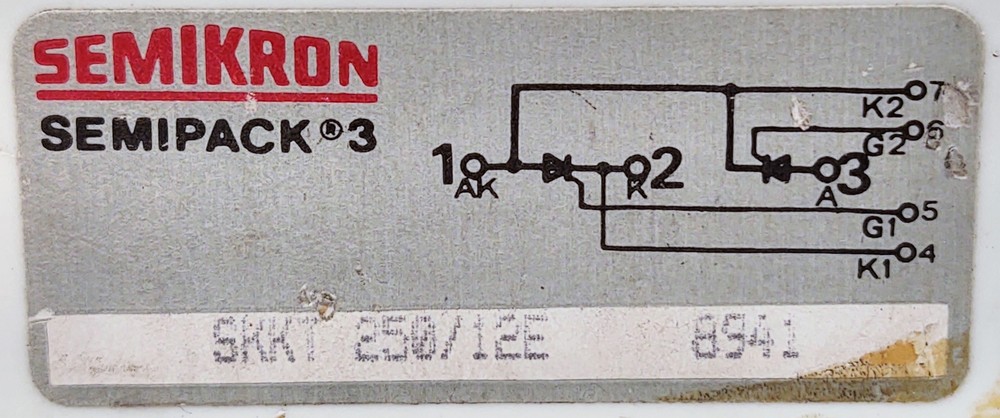 SEMIKRON
SEMIPACK®3
7
K2
6
G2
1 AK
K 2
A 3
G1 5
K1 4
SKKT 250/12E 8941